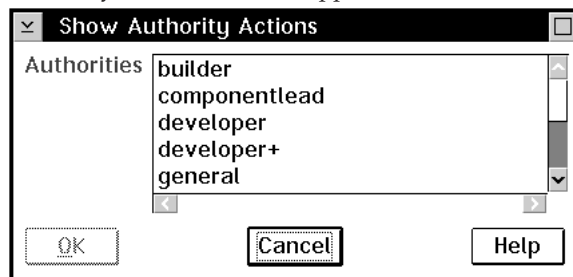 Show Authority Actions
Authorities
builder
componentlead
developer
developer+
general
OK
Cancel
Help